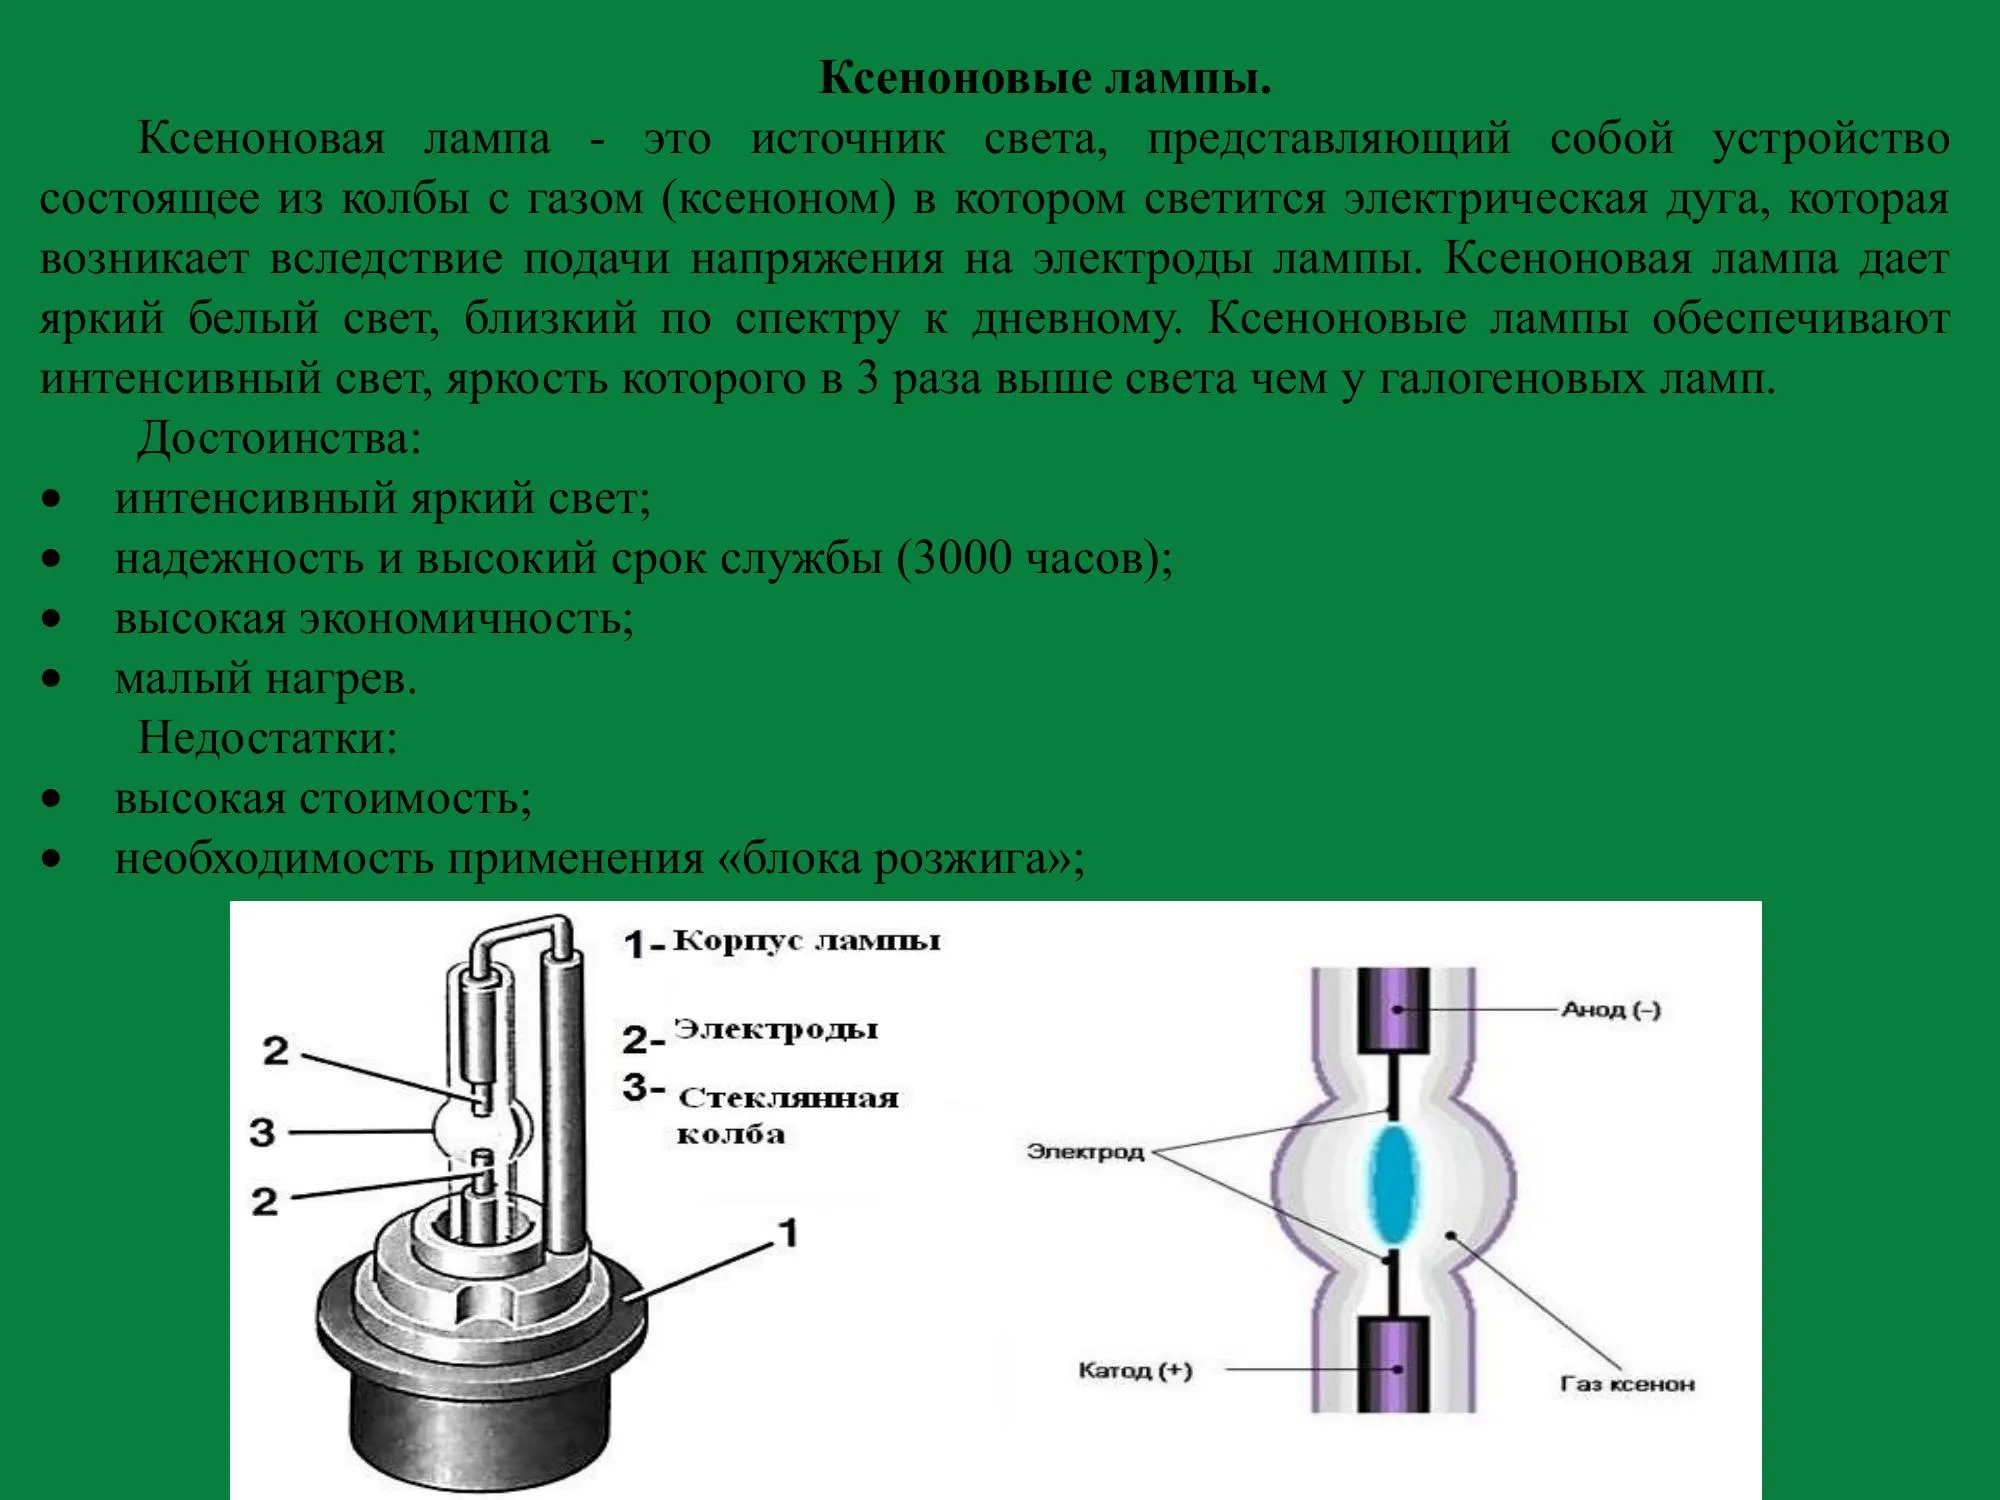 Ксеноновые лампы.
Ксеноновая лампа - это источник света, представляющий собой устройство
состоящее из колбы с газом (ксеноном) в котором светится электрическая дуга, которая
возникает вследствие подачи напряжения на электроды лампы. Ксеноновая лампа дает
яркий белый свет, близкий по спектру к дневному. Ксеноновые лампы обеспечивают
интенсивный свет, яркость которого в 3 раза выше света чем у галогеновых ламп.
Достоинства:
• интенсивный яркий свет;
• надежность и высокий срок службы (3000 часов);
• высокая экономичность;
• малый нагрев.
Недостатки:
• высокая стоимость;
• необходимость применения «блока розжига»;
1- Корпус лампы
2- Электроды
3- Стеклянная
колба
2
3
2
1
Анод (-)
Электрод
Катод (+)
Газ ксенон